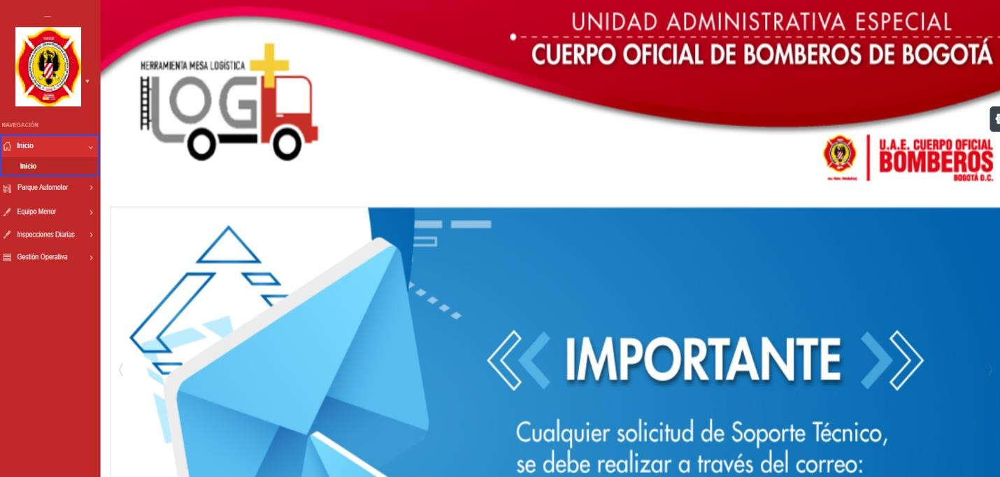 NAVEGACIÓN
Inicio
Inicio
Parque Automotor
Equipo Menor
Inspecciones Diarias
Gestión Operativa
HERRAMIENTA MESA LOGÍSTICA
LOG
UNIDAD ADMINISTRATIVA ESPECIAL
CUERPO OFICIAL DE BOMBEROS DE BOGOTÁ
U.A.E. CUERPO OFICIAL
BOMBEROS
BOGOTÁ D.C.
IMPORTANTE
Cualquier solicitud de Soporte Técnico,
se debe realizar a través del correo: